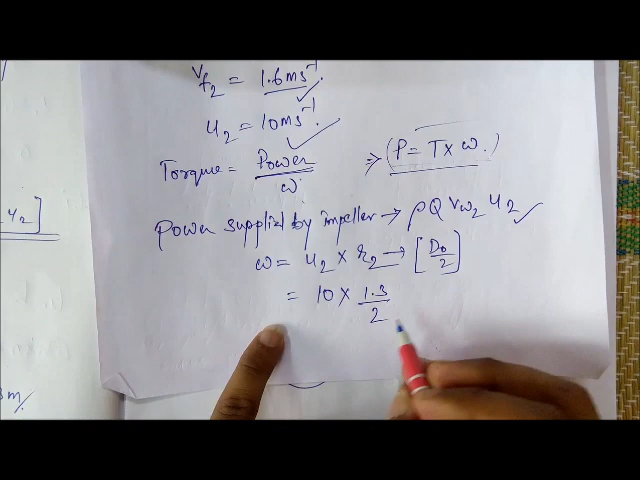 Vf₂ = 1.6ms⁻¹.
u₂ = 10ms⁻¹.
Torque = Power / ω. ⇒ (P = T × ω.)
Power supplied by impeller → ρQ Vw₂ u₂ ✓
u₂]
ω = u₂ × r₂ → [D₀/2]
= 10 × 1.3/2
m/